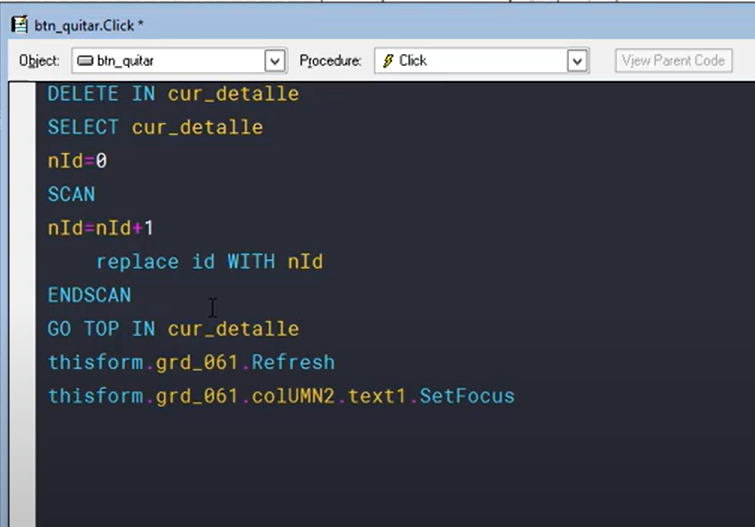 btn_quitar.Click *
Object: btn_quitar Procedure: Click View Parent Code
DELETE IN cur_detalle
SELECT cur_detalle
nId=0
SCAN
nId=nId+1
replace id WITH nId
ENDSCAN
GO TOP IN cur_detalle
thisform.grd_061.Refresh
thisform.grd_061.colUMN2.text1.SetFocus